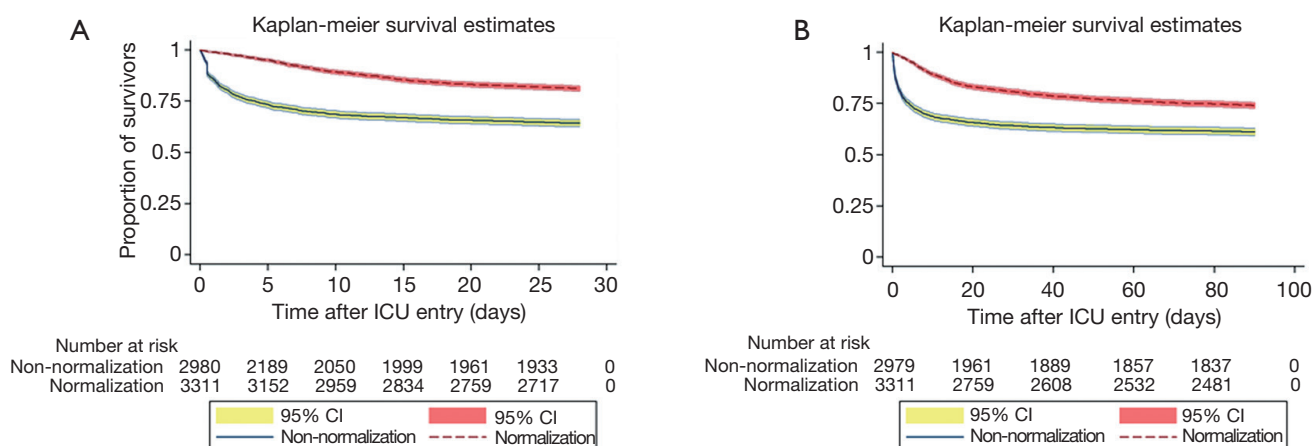 A
Kaplan-meier survival estimates
Proportion of survivors
1
0.75
0.5
0.25
0
0 5 10 15 20 25 30
Time after ICU entry (days)
Number at risk
Non-normalization 2980 2189 2050 1999 1961 1933 0
Normalization 3311 3152 2959 2834 2759 2717 0
95% CI 95% CI
Non-normalization Normalization
B
Kaplan-meier survival estimates
1
0.75
0.5
0.25
0
0 20 40 60 80 100
Time after ICU entry (days)
Number at risk
Non-normalization 2979 1961 1889 1857 1837 0
Normalization 3311 2759 2608 2532 2481 0
95% CI 95% CI
Non-normalization Normalization